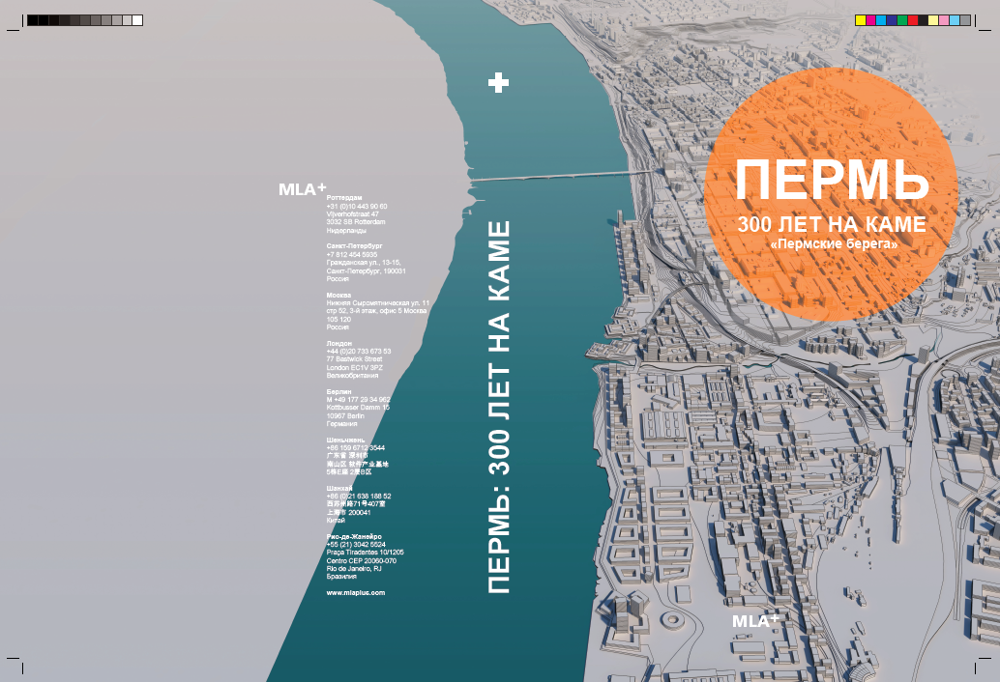 MLA+
Роттердам
+31 (0)10 443 90 60
Vijverhofstraat 47
3032 SB Rotterdam
Нидерланды
Санкт-Петербург
+7 812 454 5935
Гражданская ул., 13-15,
Санкт-Петербург, 190031
Россия
Москва
Нижняя Сыромятническая ул. 11
стр 52, 3-й этаж, офис 5 Москва
105 120
Россия
Лондон
+44 (0)20 733 673 53
77 Bastwick Street
London EC1V 3PZ
Великобритания
Берлин
M +49 177 29 34 962
Kottbusser Damm 15
10967 Berlin
Германия
Шеньчжень
+86 159 6712 3544
广东省 深圳市
南山区 软件产业基地
5栋E座 2层B区
Шанхай
+86 (0)21 638 188 52
西苏州路71号407室
上海市 200041
Китай
Рио-де-Жанейро
+55 (21) 3042 5524
Praça Tiradentes 10/1205
Centro CEP 20060-070
Rio de Janeiro, RJ
Бразилия
www.mlaplus.com
ПЕРМЬ: 300 ЛЕТ НА КАМЕ
ПЕРМЬ
300 ЛЕТ НА КАМЕ
«Пермские берега»
MLA+